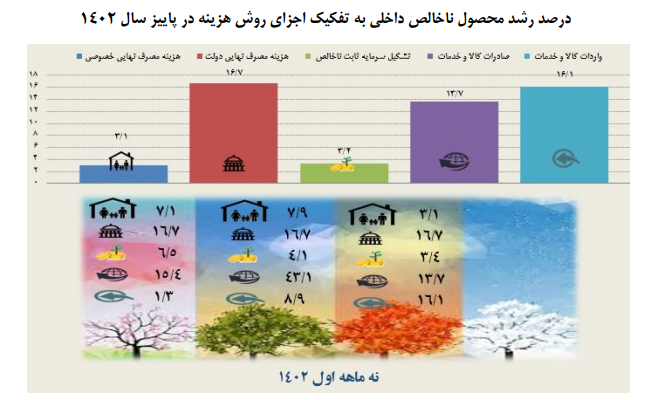 درصد رشد محصول ناخالص داخلی به تفکیک اجزای روش هزینه در پاییز سال ۱۴۰۲
واردات کالا و خدمات صادرات کالا و خدمات تشکیل سرمایه ثابت ناخالص هزینه مصرف نهایی دولت هزینه مصرف نهایی خصوصی
۱۸
۱۶
۱۴
۱۲
۱۰
۸
۶
۴
۲
۰
۳/۱
۱۶/۷
۳/۴
۱۳/۷
۱۶/۱
۷/۱ ۷/۹ ۳/۱
۱۶/۷ ۱۶/۷ ۱۶/۷
۶/۵ ۴/۱ ۳/۴
۱۵/۴ ۴۳/۱ ۱۳/۷
۱/۳ ۸/۹ ۱۶/۱
نه ماهه اول ۱۴۰۲